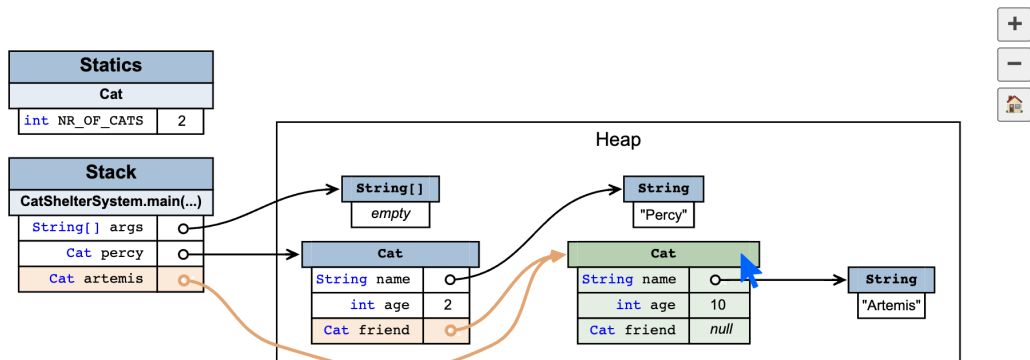 +
Statics
Cat
int NR_OF_CATS 2
−
Heap
Stack
CatShelterSystem.main(...)
String[] args
Cat percy
Cat artemis
String[]
empty
String
"Percy"
Cat
String name
int age 2
Cat friend
Cat
String name
int age 10
Cat friend null
String
"Artemis"